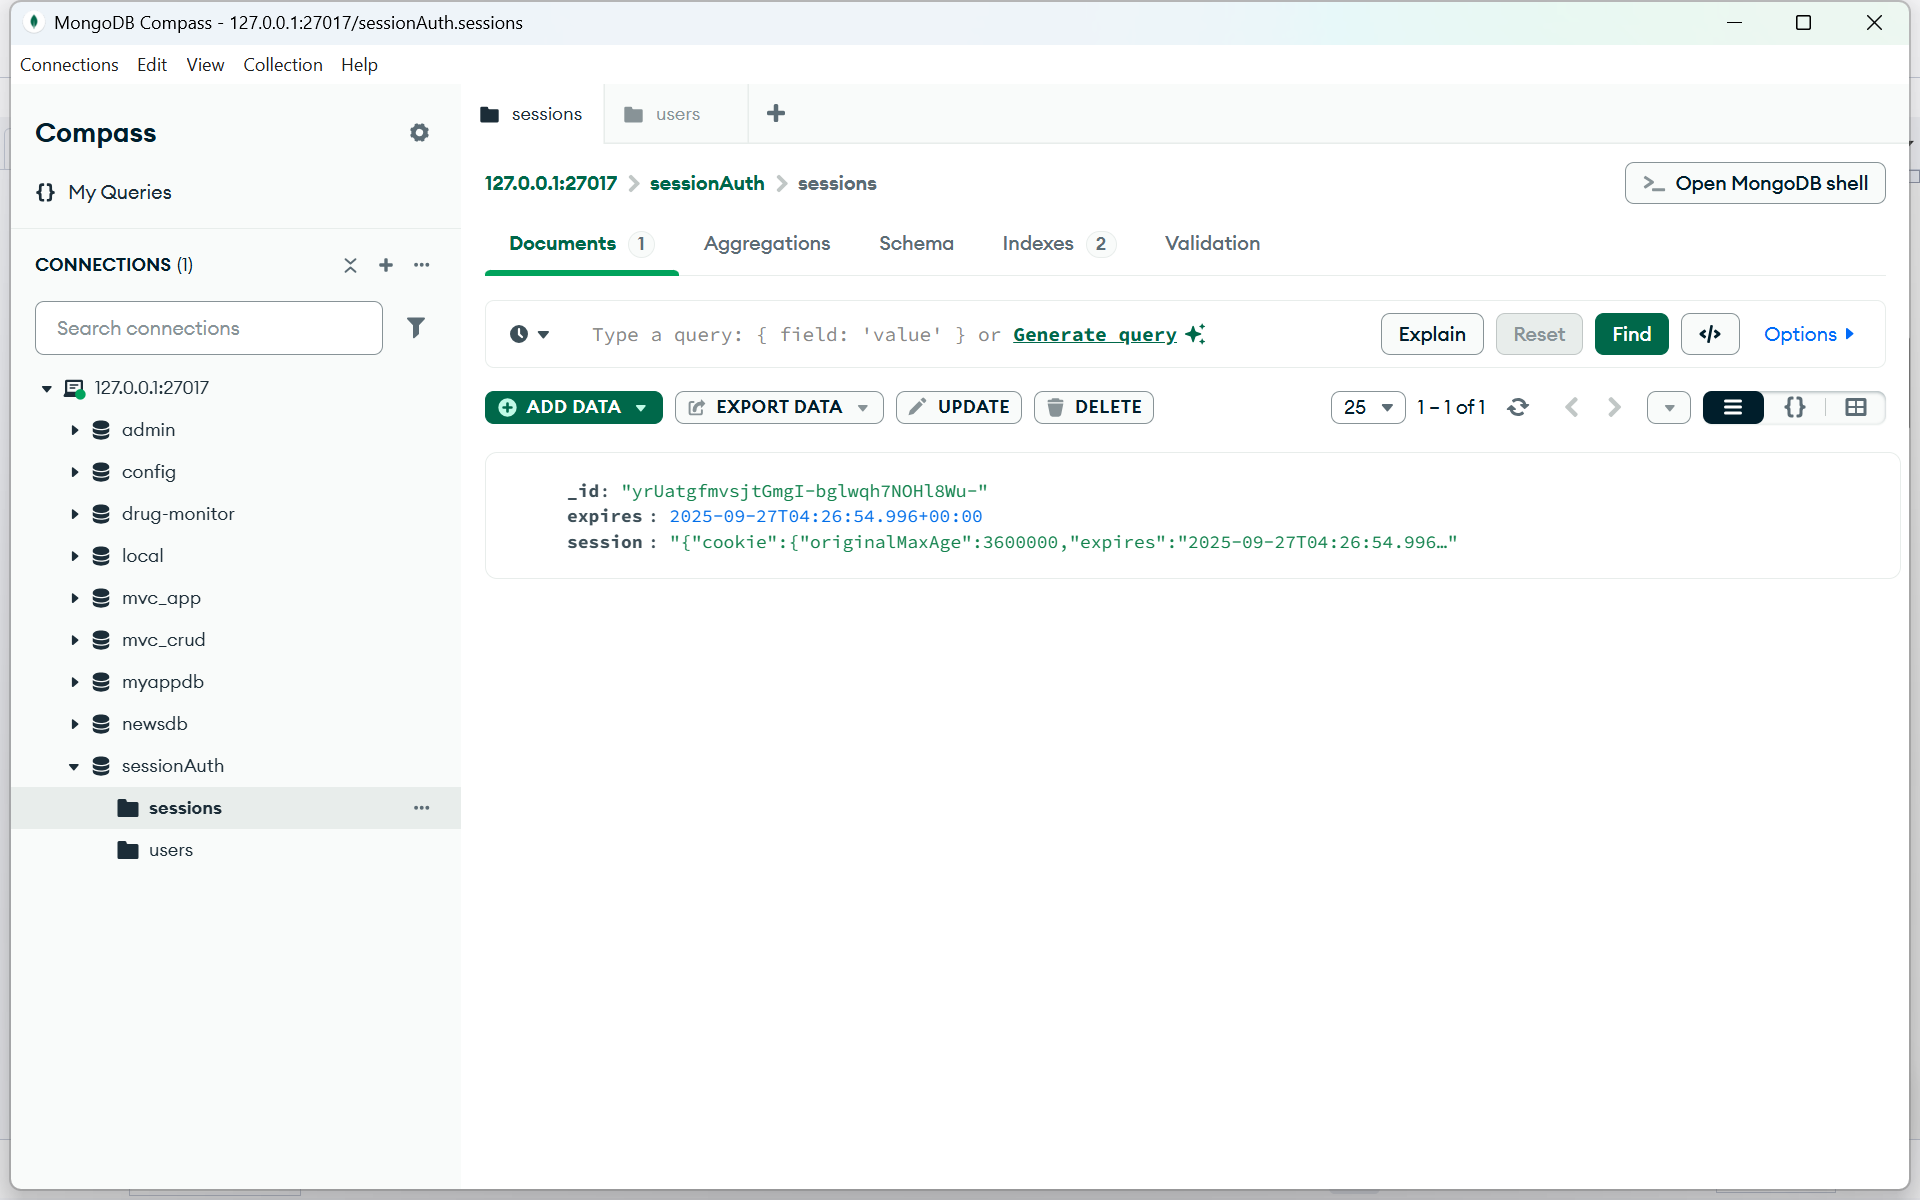 MongoDB Compass - 127.0.0.1:27017/sessionAuth.sessions
Connections Edit View Collection Help
Compass
{} My Queries
CONNECTIONS (1)
Search connections
127.0.0.1:27017
admin
config
drug-monitor
local
mvc_app
mvc_crud
myappdb
newsdb
sessionAuth
sessions
users
sessions users
127.0.0.1:27017 > sessionAuth > sessions
>_ Open MongoDB shell
Documents 1 Aggregations Schema Indexes 2 Validation
Type a query: { field: 'value' } or Generate query
Explain Reset Find </> Options
ADD DATA EXPORT DATA UPDATE DELETE
25 1 – 1 of 1 {}
_id: "yrUatgfmvsjtGmgI-bglwqh7NOHl8Wu-"
expires : 2025-09-27T04:26:54.996+00:00
session : "{"cookie":{"originalMaxAge":3600000,"expires":"2025-09-27T04:26:54.996…"